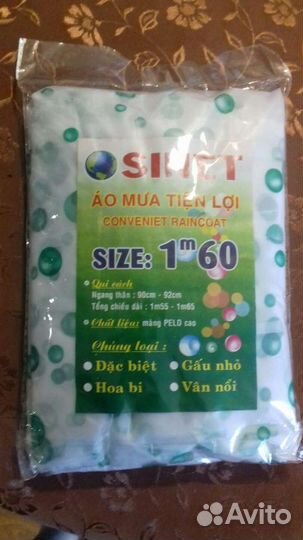 SIHET
ÁO MƯA TIỆN LỢI
CONVENIET RAINCOAT
SIZE: 1m60
Qui cách
Ngang thân : 90cm - 92cm
Tổng chiều dài : 1m55 - 1m65
Chất liệu: màng PELD cao
Chủng loại :
Đặc biệt
Gấu nhỏ
Hoa bi
Vân nổi
Avito